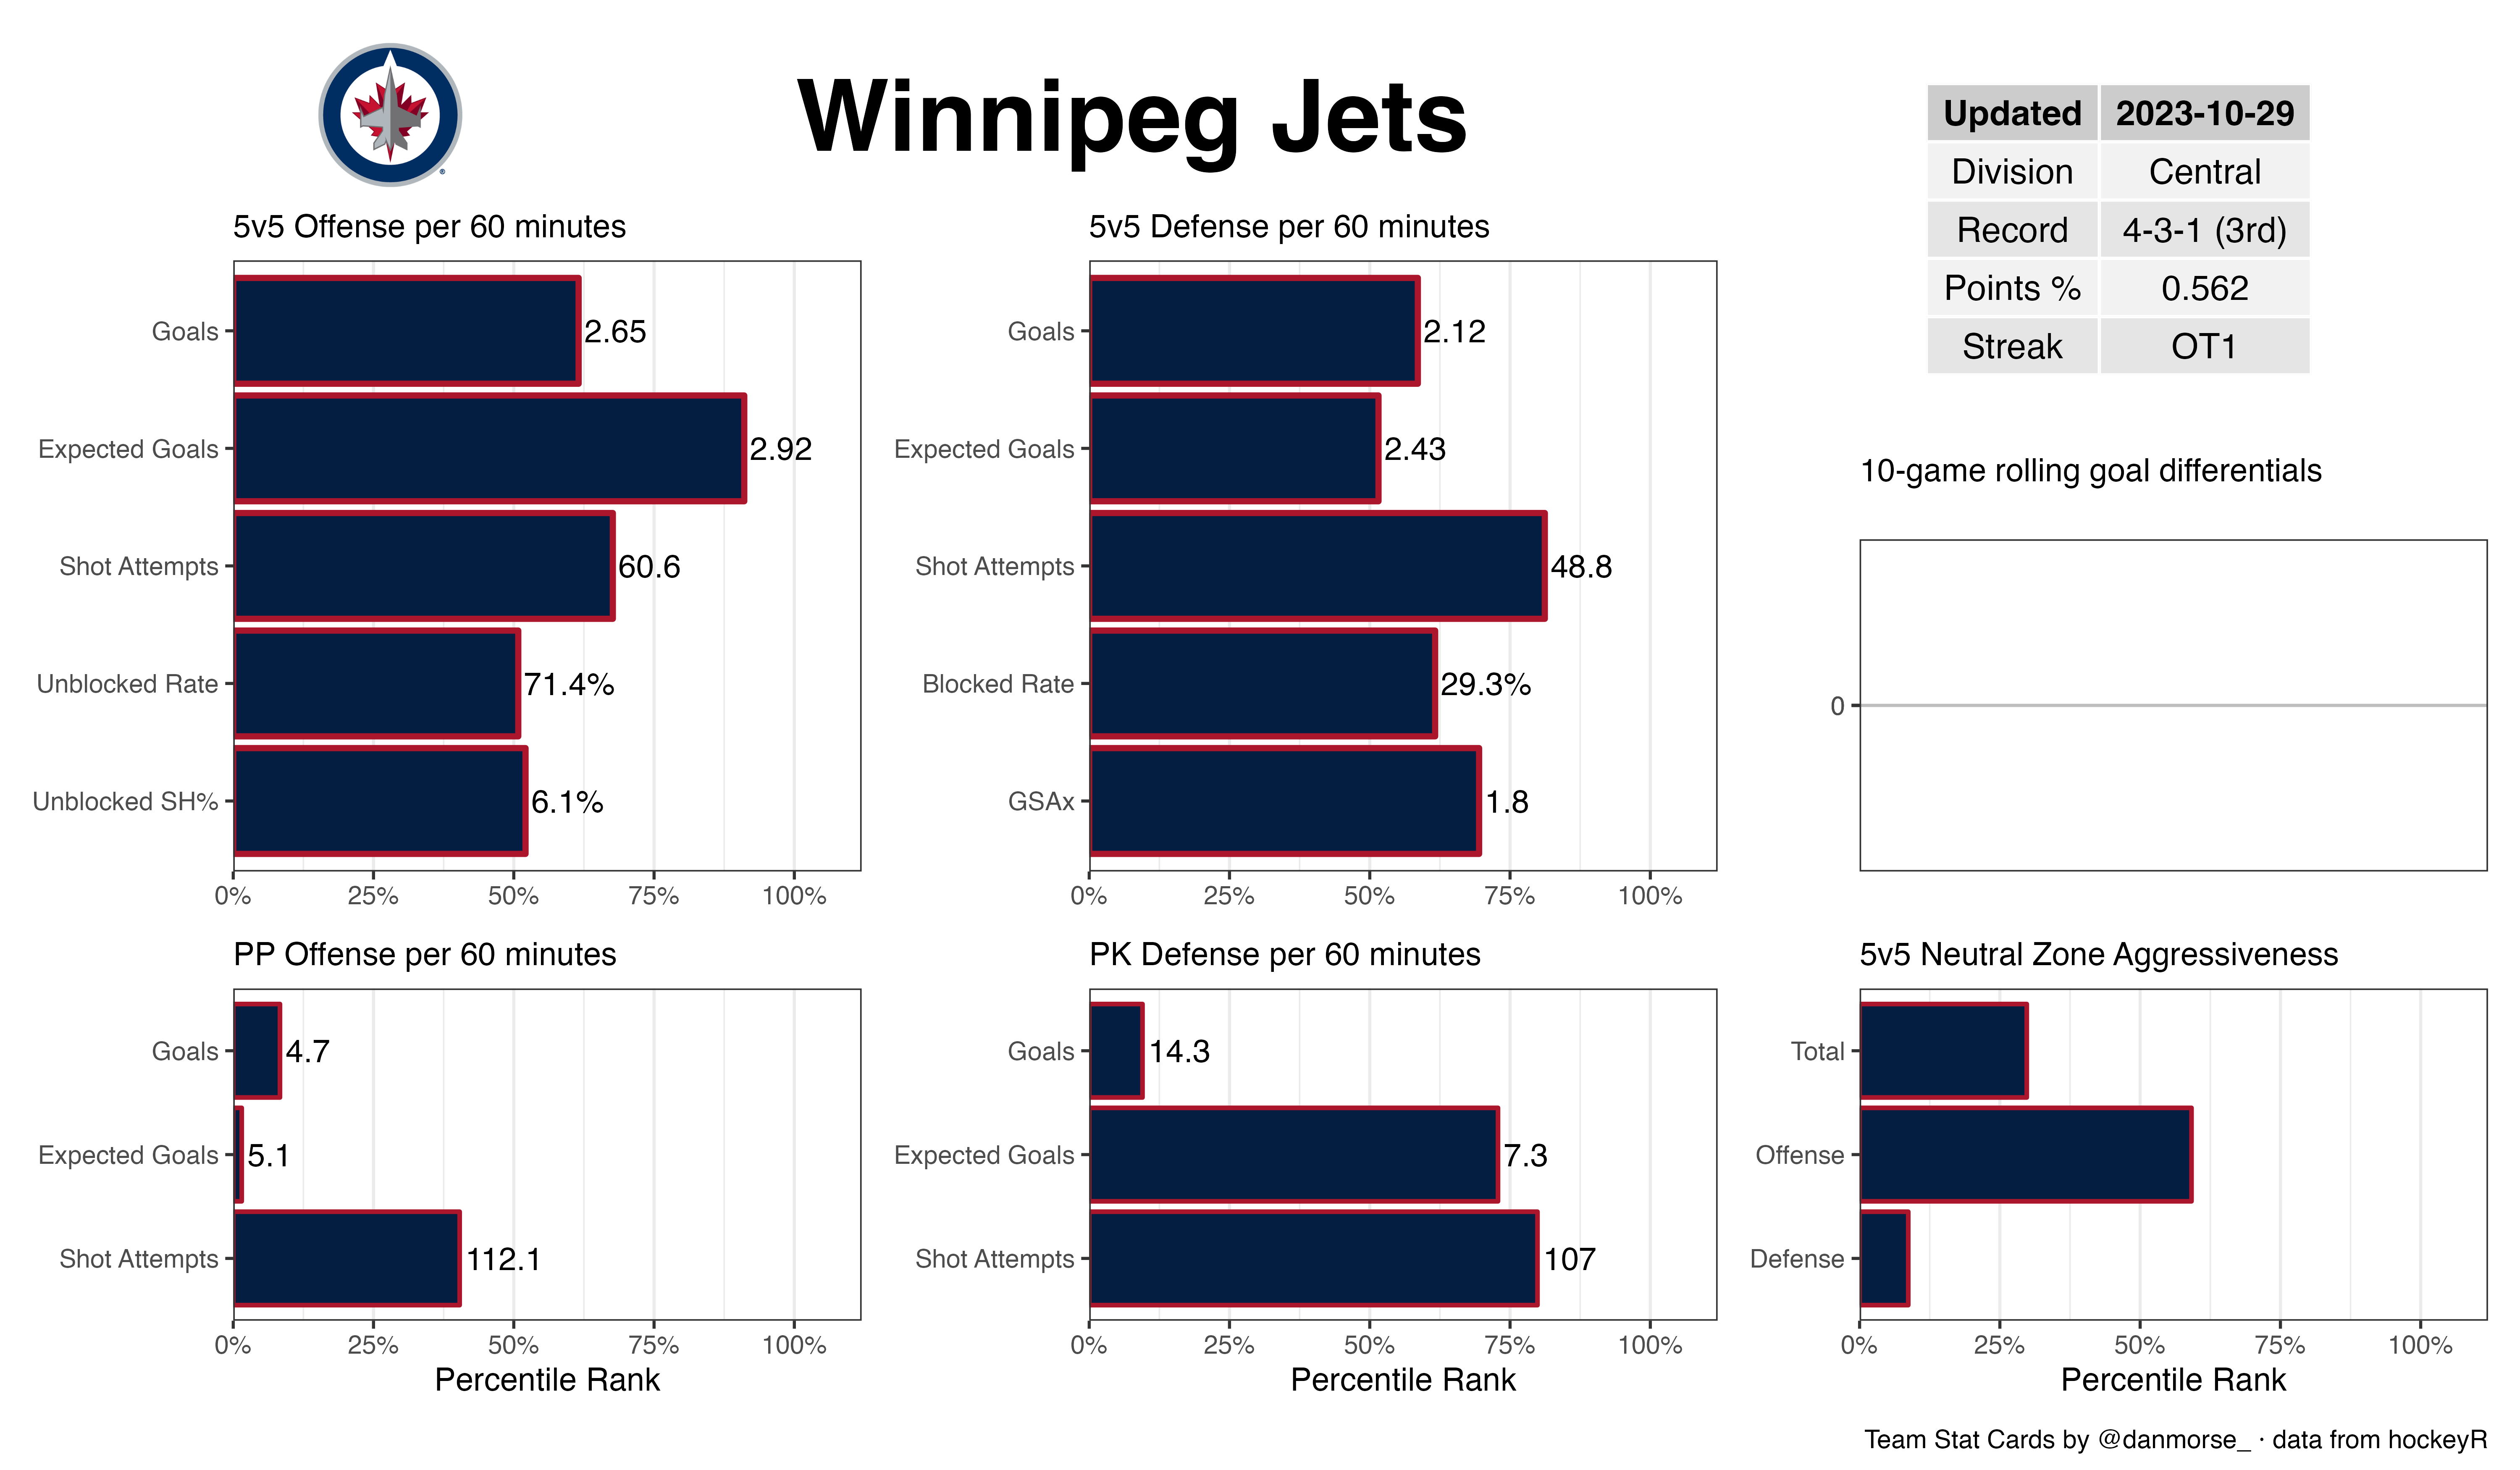 Winnipeg Jets
Updated 2023-10-29
Division Central
Record 4-3-1 (3rd)
Points % 0.562
Streak OT1
5v5 Offense per 60 minutes
Goals 2.65
Expected Goals 2.92
Shot Attempts 60.6
Unblocked Rate 71.4%
Unblocked SH% 6.1%
0% 25% 50% 75% 100%
5v5 Defense per 60 minutes
Goals 2.12
Expected Goals 2.43
Shot Attempts 48.8
Blocked Rate 29.3%
GSAx 1.8
0% 25% 50% 75% 100%
10-game rolling goal differentials
0
PP Offense per 60 minutes
Goals 4.7
Expected Goals 5.1
Shot Attempts 112.1
0% 25% 50% 75% 100%
Percentile Rank
PK Defense per 60 minutes
Goals 14.3
Expected Goals 7.3
Shot Attempts 107
0% 25% 50% 75% 100%
Percentile Rank
5v5 Neutral Zone Aggressiveness
Total
Offense
Defense
0% 25% 50% 75% 100%
Percentile Rank
Team Stat Cards by @danmorse_ · data from hockeyR